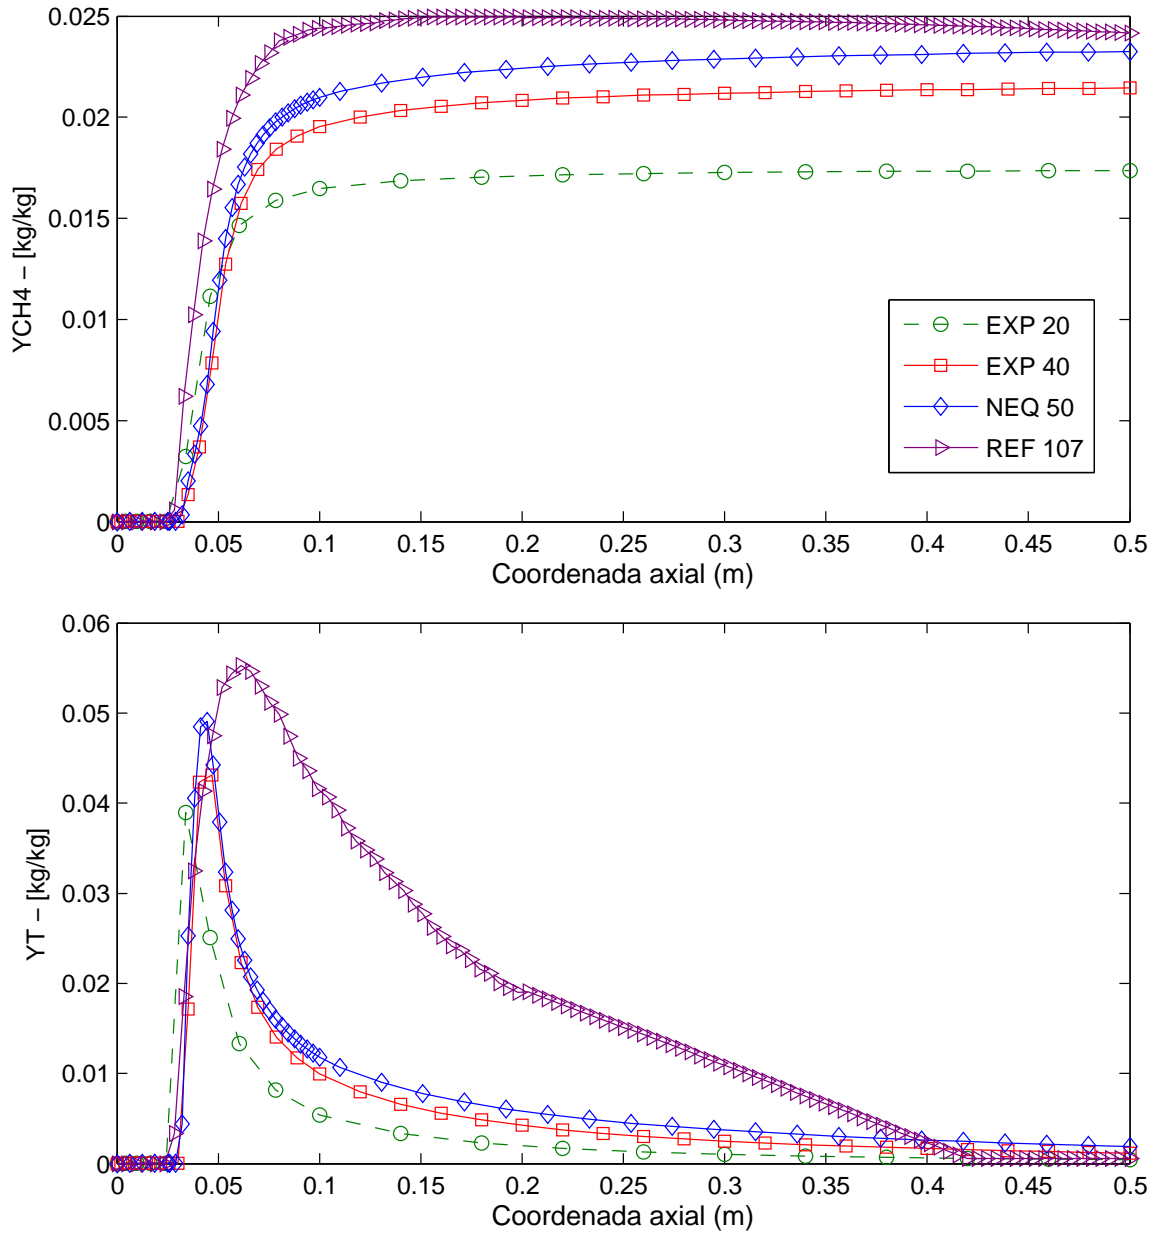 0.025
0.02
0.015
0.01
0.005
0
YCH4 – [kg/kg]
EXP 20
EXP 40
NEQ 50
REF 107
0 0.05 0.1 0.15 0.2 0.25 0.3 0.35 0.4 0.45 0.5
Coordenada axial (m)
0.06
0.05
0.04
0.03
0.02
0.01
0
YT – [kg/kg]
0 0.05 0.1 0.15 0.2 0.25 0.3 0.35 0.4 0.45 0.5
Coordenada axial (m)